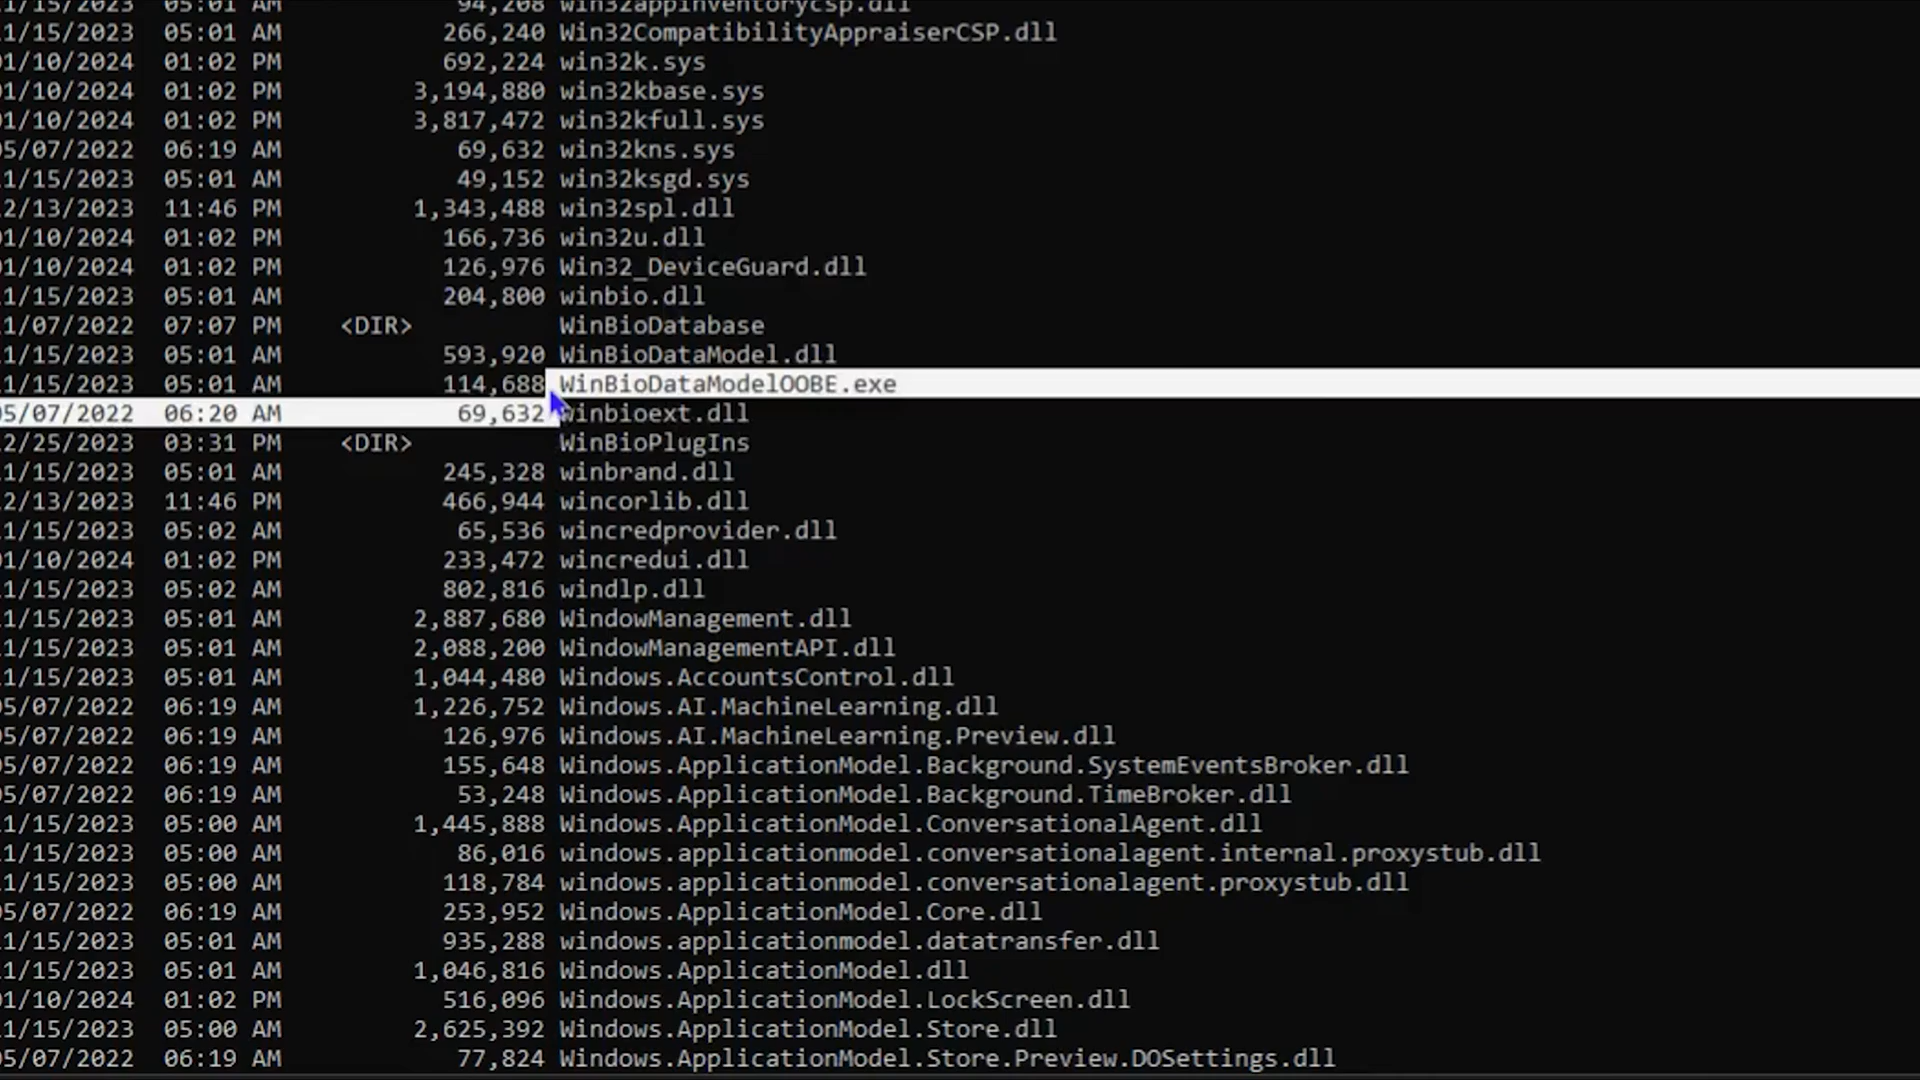 1/15/2023 05:01 AM 94,208 win32appinventorycsp.dll
1/15/2023 05:01 AM 266,240 Win32CompatibilityAppraiserCSP.dll
01/10/2024 01:02 PM 692,224 win32k.sys
01/10/2024 01:02 PM 3,194,880 win32kbase.sys
01/10/2024 01:02 PM 3,817,472 win32kfull.sys
05/07/2022 06:19 AM 69,632 win32kns.sys
1/15/2023 05:01 AM 49,152 win32ksgd.sys
2/13/2023 11:46 PM 1,343,488 win32spl.dll
01/10/2024 01:02 PM 166,736 win32u.dll
01/10/2024 01:02 PM 126,976 Win32_DeviceGuard.dll
1/15/2023 05:01 AM 204,800 winbio.dll
1/07/2022 07:07 PM <DIR> WinBioDatabase
1/15/2023 05:01 AM 593,920 WinBioDataModel.dll
1/15/2023 05:01 AM 114,688 WinBioDataModelOOBE.exe
05/07/2022 06:20 AM 69,632 winbioext.dll
2/25/2023 03:31 PM <DIR> WinBioPlugIns
1/15/2023 05:01 AM 245,328 winbrand.dll
2/13/2023 11:46 PM 466,944 wincorlib.dll
1/15/2023 05:02 AM 65,536 wincredprovider.dll
01/10/2024 01:02 PM 233,472 wincredui.dll
1/15/2023 05:02 AM 802,816 windlp.dll
1/15/2023 05:01 AM 2,887,680 WindowManagement.dll
1/15/2023 05:01 AM 2,088,200 WindowManagementAPI.dll
1/15/2023 05:01 AM 1,044,480 Windows.AccountsControl.dll
05/07/2022 06:19 AM 1,226,752 Windows.AI.MachineLearning.dll
05/07/2022 06:19 AM 126,976 Windows.AI.MachineLearning.Preview.dll
05/07/2022 06:19 AM 155,648 Windows.ApplicationModel.Background.SystemEventsBroker.dll
05/07/2022 06:19 AM 53,248 Windows.ApplicationModel.Background.TimeBroker.dll
1/15/2023 05:00 AM 1,445,888 Windows.ApplicationModel.ConversationalAgent.dll
1/15/2023 05:00 AM 86,016 windows.applicationmodel.conversationalagent.internal.proxystub.dll
1/15/2023 05:00 AM 118,784 windows.applicationmodel.conversationalagent.proxystub.dll
05/07/2022 06:19 AM 253,952 Windows.ApplicationModel.Core.dll
1/15/2023 05:01 AM 935,288 windows.applicationmodel.datatransfer.dll
1/15/2023 05:01 AM 1,046,816 Windows.ApplicationModel.dll
01/10/2024 01:02 PM 516,096 Windows.ApplicationModel.LockScreen.dll
1/15/2023 05:00 AM 2,625,392 Windows.ApplicationModel.Store.dll
05/07/2022 06:19 AM 77,824 Windows.ApplicationModel.Store.Preview.DOSettings.dll